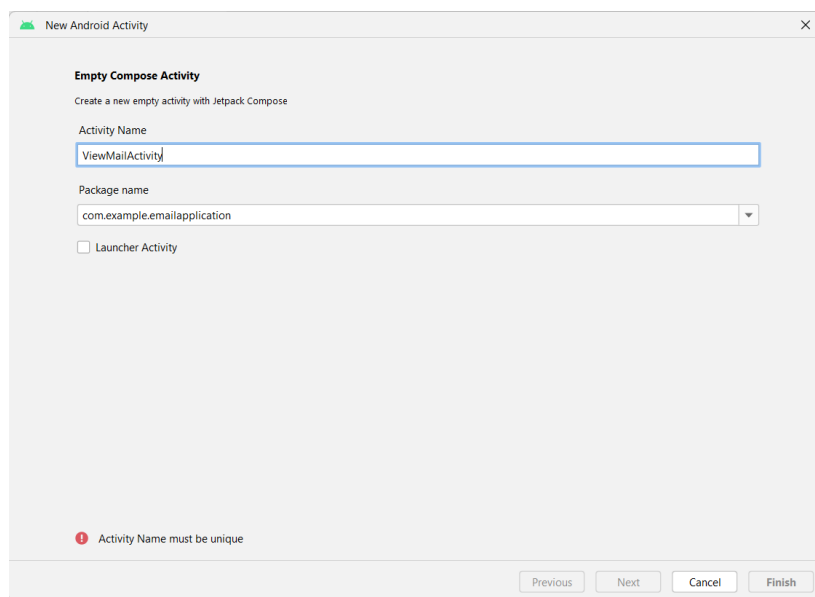 New Android Activity
Empty Compose Activity
Create a new empty activity with Jetpack Compose
Activity Name
ViewMailActivity
Package name
com.example.emailapplication
Launcher Activity
Activity Name must be unique
Previous Next Cancel Finish